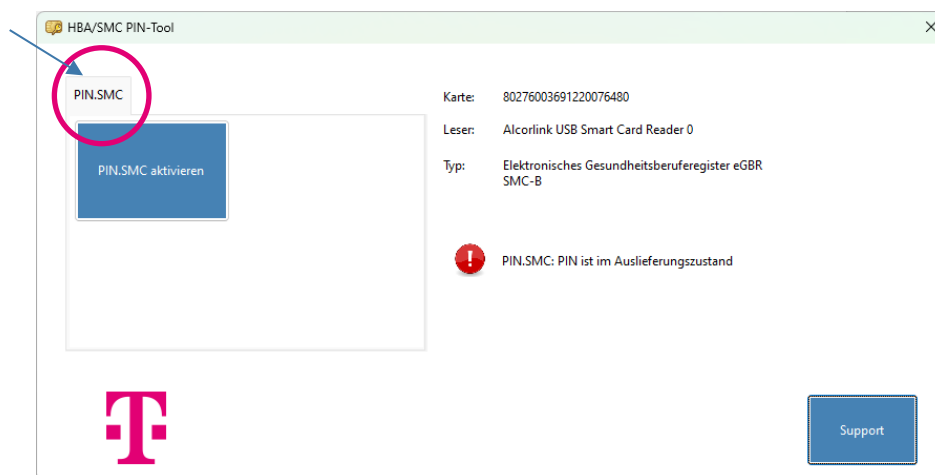 HBA/SMC PIN-Tool
PIN.SMC
PIN.SMC aktivieren
Karte: 80276003691220076480
Leser: Alcorlink USB Smart Card Reader 0
Typ: Elektronisches Gesundheitsberuferegister eGBR
SMC-B
PIN.SMC: PIN ist im Auslieferungszustand
T
Support